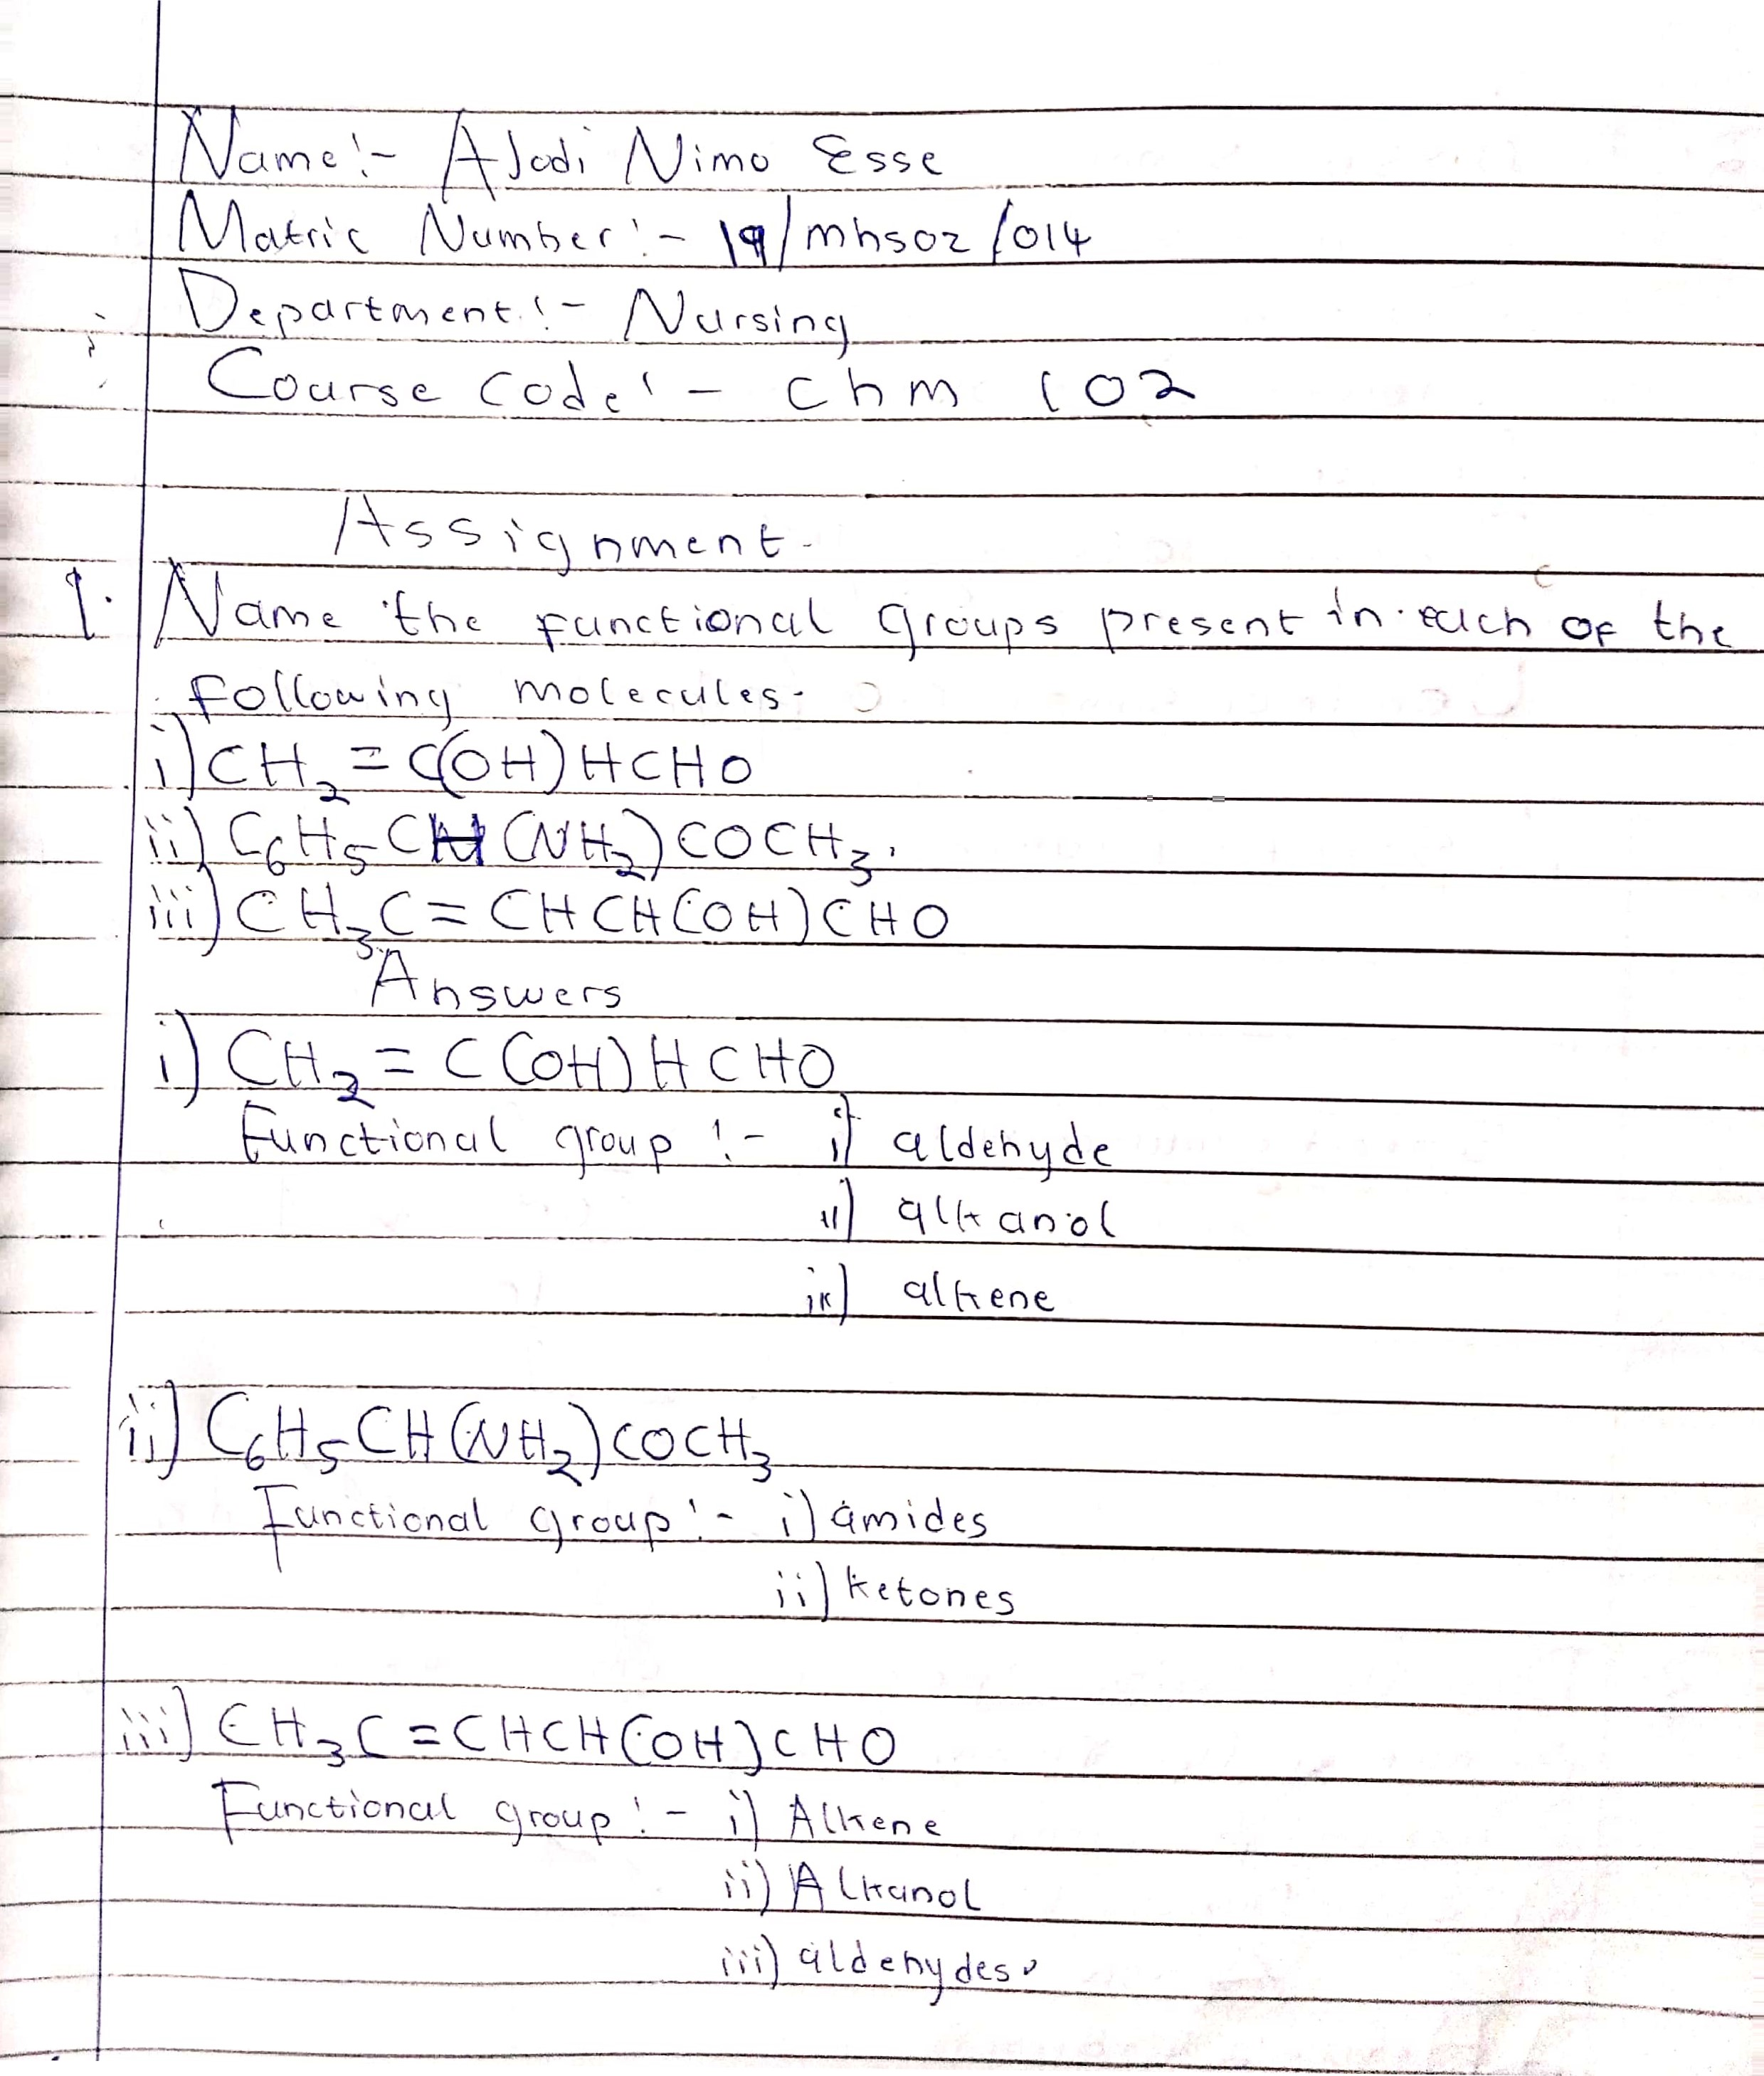 Name:- AJodi Nimo Esse
Matric Number:- 19/mhs02/014
Department:- Nursing
Course code:- chm 102
Assignment.
1. Name the functional groups present in each of the
following molecules.
i) CH₂=C(OH)HCHO
ii) C₆H₅CH(NH₂)COCH₃.
iii) CH₃C=CHCH(OH)CHO
Answers
i) CH₂=C(OH)HCHO
Functional group:- i) aldehyde
ii) alkanol
iii) alkene
ii) C₆H₅CH(NH₂)COCH₃
Functional group:- i) amides
ii) ketones
iii) CH₃C=CHCH(OH)CHO
Functional group:- i) Alkene
ii) Alkanol
iii) aldehydes.